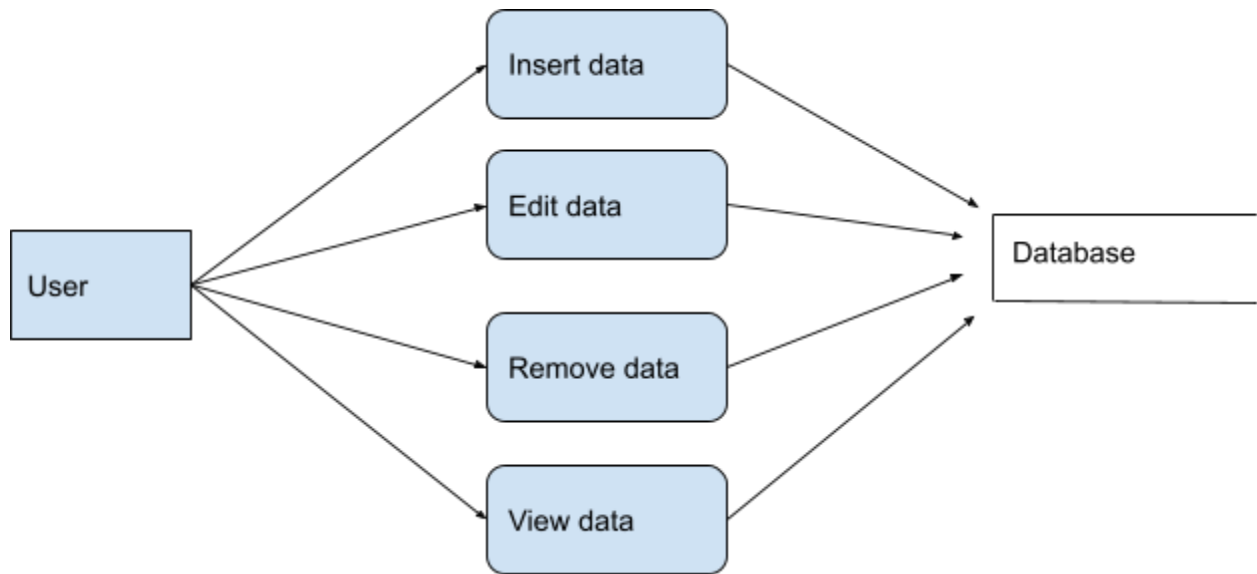 Insert data
Edit data
User
Database
Remove data
View data